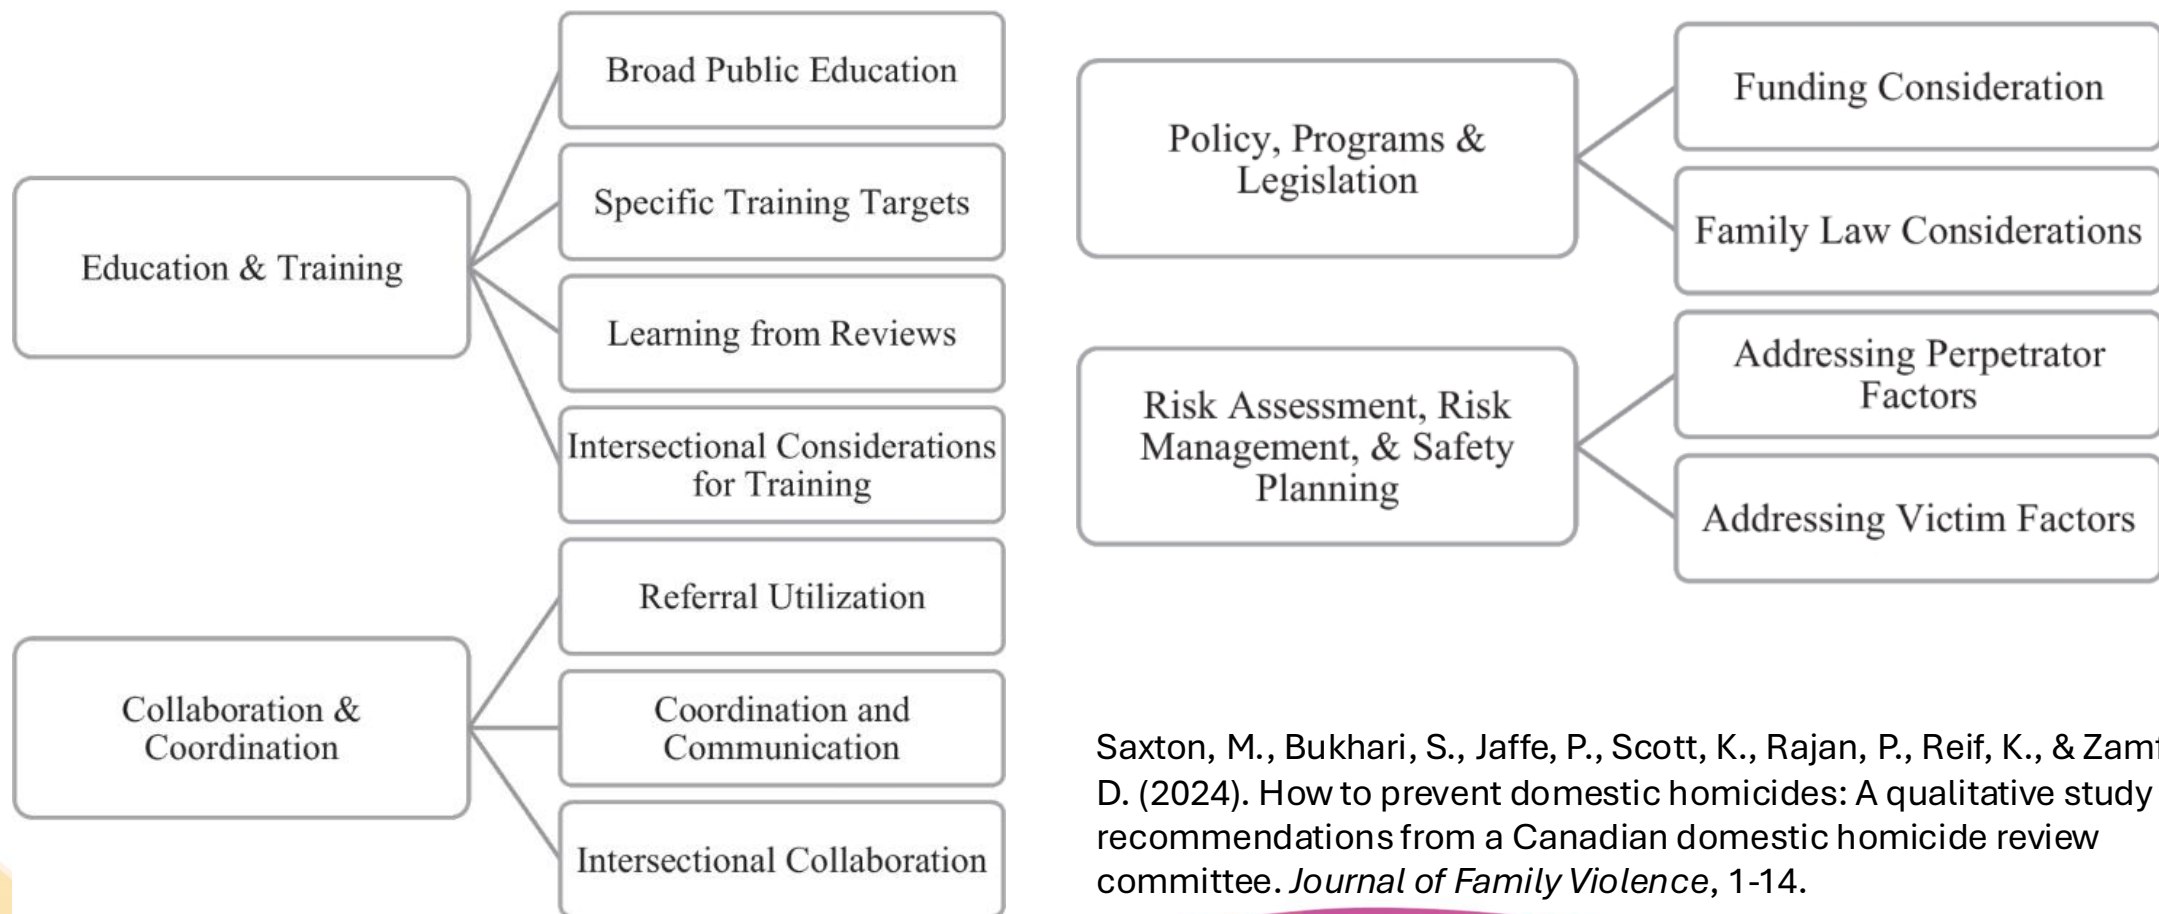 Education & Training
Broad Public Education
Specific Training Targets
Learning from Reviews
Intersectional Considerations
for Training
Collaboration &
Coordination
Referral Utilization
Coordination and
Communication
Intersectional Collaboration
Policy, Programs &
Legislation
Funding Consideration
Family Law Considerations
Risk Assessment, Risk
Management, & Safety
Planning
Addressing Perpetrator
Factors
Addressing Victim Factors
Saxton, M., Bukhari, S., Jaffe, P., Scott, K., Rajan, P., Reif, K., &
D. (2024). How to prevent domestic homicides: A qualitative study
recommendations from a Canadian domestic homicide review
committee. Journal of Family Violence, 1-14.